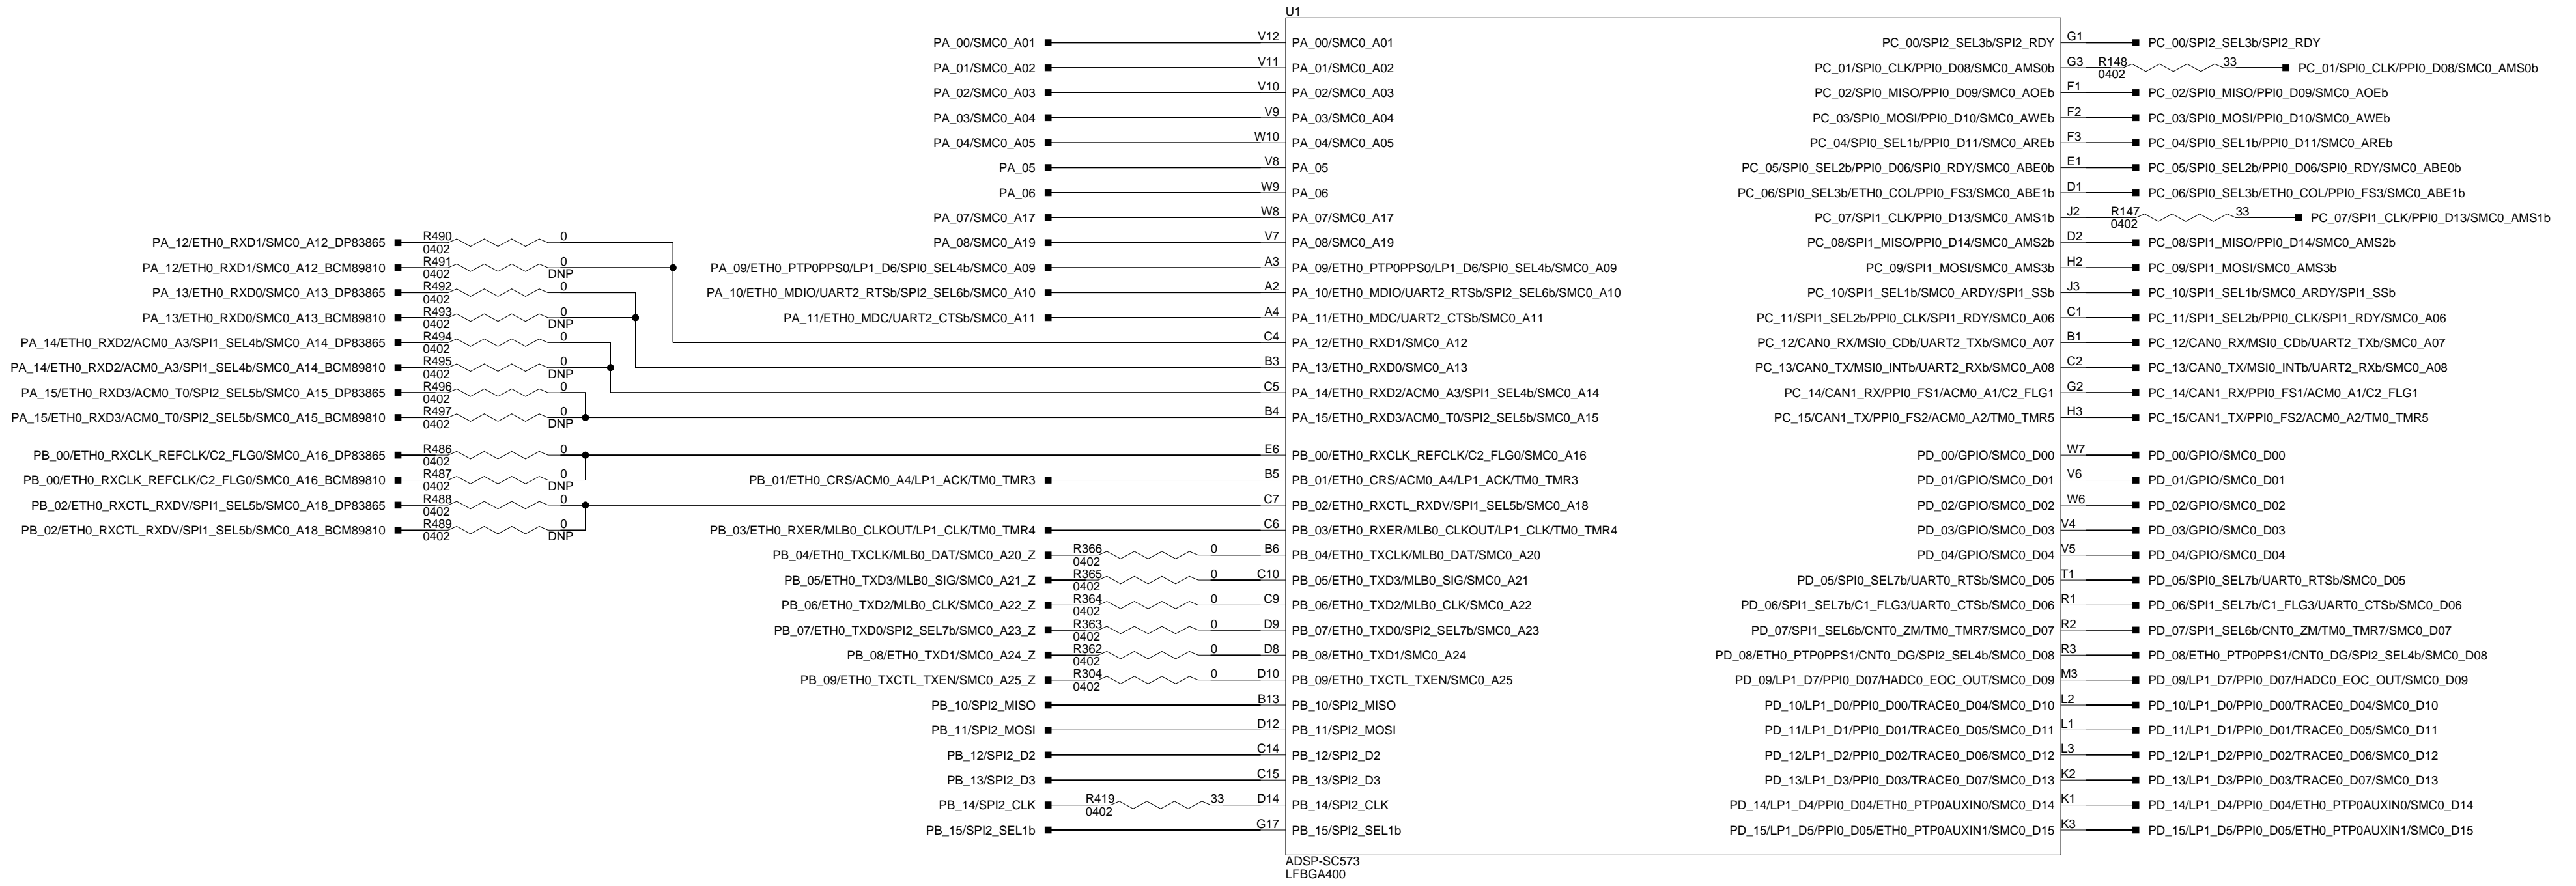 U1
PA_00/SMC0_A01 V12 PA_00/SMC0_A01 PC_00/SPI2_SEL3b/SPI2_RDY G1 PC_00/SPI2_SEL3b/SPI2_RDY
PA_01/SMC0_A02 V11 PA_01/SMC0_A02 PC_01/SPI0_CLK/PPI0_D08/SMC0_AMS0b G3 R148 0402 33 PC_01/SPI0_CLK/PPI0_D08/SMC0_AMS0b
PA_02/SMC0_A03 V10 PA_02/SMC0_A03 PC_02/SPI0_MISO/PPI0_D09/SMC0_AOEb F1 PC_02/SPI0_MISO/PPI0_D09/SMC0_AOEb
PA_03/SMC0_A04 V9 PA_03/SMC0_A04 PC_03/SPI0_MOSI/PPI0_D10/SMC0_AWEb F2 PC_03/SPI0_MOSI/PPI0_D10/SMC0_AWEb
PA_04/SMC0_A05 W10 PA_04/SMC0_A05 PC_04/SPI0_SEL1b/PPI0_D11/SMC0_AREb F3 PC_04/SPI0_SEL1b/PPI0_D11/SMC0_AREb
PA_05 V8 PA_05 PC_05/SPI0_SEL2b/PPI0_D06/SPI0_RDY/SMC0_ABE0b E1 PC_05/SPI0_SEL2b/PPI0_D06/SPI0_RDY/SMC0_ABE0b
PA_06 W9 PA_06 PC_06/SPI0_SEL3b/ETH0_COL/PPI0_FS3/SMC0_ABE1b D1 PC_06/SPI0_SEL3b/ETH0_COL/PPI0_FS3/SMC0_ABE1b
PA_07/SMC0_A17 W8 PA_07/SMC0_A17 PC_07/SPI1_CLK/PPI0_D13/SMC0_AMS1b J2 R147 0402 33 PC_07/SPI1_CLK/PPI0_D13/SMC0_AMS1b
PA_12/ETH0_RXD1/SMC0_A12_DP83865 R490 0402 0 PA_08/SMC0_A19 V7 PA_08/SMC0_A19 PC_08/SPI1_MISO/PPI0_D14/SMC0_AMS2b D2 PC_08/SPI1_MISO/PPI0_D14/SMC0_AMS2b
PA_12/ETH0_RXD1/SMC0_A12_BCM89810 R491 0402 0 DNP PA_09/ETH0_PTP0PPS0/LP1_D6/SPI0_SEL4b/SMC0_A09 A3 PA_09/ETH0_PTP0PPS0/LP1_D6/SPI0_SEL4b/SMC0_A09 PC_09/SPI1_MOSI/SMC0_AMS3b H2 PC_09/SPI1_MOSI/SMC0_AMS3b
PA_13/ETH0_RXD0/SMC0_A13_DP83865 R492 0402 0 PA_10/ETH0_MDIO/UART2_RTSb/SPI2_SEL6b/SMC0_A10 A2 PA_10/ETH0_MDIO/UART2_RTSb/SPI2_SEL6b/SMC0_A10 PC_10/SPI1_SEL1b/SMC0_ARDY/SPI1_SSb J3 PC_10/SPI1_SEL1b/SMC0_ARDY/SPI1_SSb
PA_13/ETH0_RXD0/SMC0_A13_BCM89810 R493 0402 0 DNP PA_11/ETH0_MDC/UART2_CTSb/SMC0_A11 A4 PA_11/ETH0_MDC/UART2_CTSb/SMC0_A11 PC_11/SPI1_SEL2b/PPI0_CLK/SPI1_RDY/SMC0_A06 C1 PC_11/SPI1_SEL2b/PPI0_CLK/SPI1_RDY/SMC0_A06
PA_14/ETH0_RXD2/ACM0_A3/SPI1_SEL4b/SMC0_A14_DP83865 R494 0402 0 C4 PA_12/ETH0_RXD1/SMC0_A12 PC_12/CAN0_RX/MSI0_CDb/UART2_TXb/SMC0_A07 B1 PC_12/CAN0_RX/MSI0_CDb/UART2_TXb/SMC0_A07
PA_14/ETH0_RXD2/ACM0_A3/SPI1_SEL4b/SMC0_A14_BCM89810 R495 0402 0 DNP B3 PA_13/ETH0_RXD0/SMC0_A13 PC_13/CAN0_TX/MSI0_INTb/UART2_RXb/SMC0_A08 C2 PC_13/CAN0_TX/MSI0_INTb/UART2_RXb/SMC0_A08
PA_15/ETH0_RXD3/ACM0_T0/SPI2_SEL5b/SMC0_A15_DP83865 R496 0402 0 C5 PA_14/ETH0_RXD2/ACM0_A3/SPI1_SEL4b/SMC0_A14 PC_14/CAN1_RX/PPI0_FS1/ACM0_A1/C2_FLG1 G2 PC_14/CAN1_RX/PPI0_FS1/ACM0_A1/C2_FLG1
PA_15/ETH0_RXD3/ACM0_T0/SPI2_SEL5b/SMC0_A15_BCM89810 R497 0402 0 DNP B4 PA_15/ETH0_RXD3/ACM0_T0/SPI2_SEL5b/SMC0_A15 PC_15/CAN1_TX/PPI0_FS2/ACM0_A2/TM0_TMR5 H3 PC_15/CAN1_TX/PPI0_FS2/ACM0_A2/TM0_TMR5
PB_00/ETH0_RXCLK_REFCLK/C2_FLG0/SMC0_A16_DP83865 R486 0402 0 E6 PB_00/ETH0_RXCLK_REFCLK/C2_FLG0/SMC0_A16 PD_00/GPIO/SMC0_D00 W7 PD_00/GPIO/SMC0_D00
PB_00/ETH0_RXCLK_REFCLK/C2_FLG0/SMC0_A16_BCM89810 R487 0402 0 DNP PB_01/ETH0_CRS/ACM0_A4/LP1_ACK/TM0_TMR3 B5 PB_01/ETH0_CRS/ACM0_A4/LP1_ACK/TM0_TMR3 PD_01/GPIO/SMC0_D01 V6 PD_01/GPIO/SMC0_D01
PB_02/ETH0_RXCTL_RXDV/SPI1_SEL5b/SMC0_A18_DP83865 R488 0402 0 C7 PB_02/ETH0_RXCTL_RXDV/SPI1_SEL5b/SMC0_A18 PD_02/GPIO/SMC0_D02 W6 PD_02/GPIO/SMC0_D02
PB_02/ETH0_RXCTL_RXDV/SPI1_SEL5b/SMC0_A18_BCM89810 R489 0402 0 DNP PB_03/ETH0_RXER/MLB0_CLKOUT/LP1_CLK/TM0_TMR4 C6 PB_03/ETH0_RXER/MLB0_CLKOUT/LP1_CLK/TM0_TMR4 PD_03/GPIO/SMC0_D03 V4 PD_03/GPIO/SMC0_D03
PB_04/ETH0_TXCLK/MLB0_DAT/SMC0_A20_Z R366 0402 0 B6 PB_04/ETH0_TXCLK/MLB0_DAT/SMC0_A20 PD_04/GPIO/SMC0_D04 V5 PD_04/GPIO/SMC0_D04
PB_05/ETH0_TXD3/MLB0_SIG/SMC0_A21_Z R365 0402 0 C10 PB_05/ETH0_TXD3/MLB0_SIG/SMC0_A21 PD_05/SPI0_SEL7b/UART0_RTSb/SMC0_D05 T1 PD_05/SPI0_SEL7b/UART0_RTSb/SMC0_D05
PB_06/ETH0_TXD2/MLB0_CLK/SMC0_A22_Z R364 0402 0 C9 PB_06/ETH0_TXD2/MLB0_CLK/SMC0_A22 PD_06/SPI1_SEL7b/C1_FLG3/UART0_CTSb/SMC0_D06 R1 PD_06/SPI1_SEL7b/C1_FLG3/UART0_CTSb/SMC0_D06
PB_07/ETH0_TXD0/SPI2_SEL7b/SMC0_A23_Z R363 0402 0 D9 PB_07/ETH0_TXD0/SPI2_SEL7b/SMC0_A23 PD_07/SPI1_SEL6b/CNT0_ZM/TM0_TMR7/SMC0_D07 R2 PD_07/SPI1_SEL6b/CNT0_ZM/TM0_TMR7/SMC0_D07
PB_08/ETH0_TXD1/SMC0_A24_Z R362 0402 0 D8 PB_08/ETH0_TXD1/SMC0_A24 PD_08/ETH0_PTP0PPS1/CNT0_DG/SPI2_SEL4b/SMC0_D08 R3 PD_08/ETH0_PTP0PPS1/CNT0_DG/SPI2_SEL4b/SMC0_D08
PB_09/ETH0_TXCTL_TXEN/SMC0_A25_Z R304 0402 0 D10 PB_09/ETH0_TXCTL_TXEN/SMC0_A25 PD_09/LP1_D7/PPI0_D07/HADC0_EOC_OUT/SMC0_D09 M3 PD_09/LP1_D7/PPI0_D07/HADC0_EOC_OUT/SMC0_D09
PB_10/SPI2_MISO B13 PB_10/SPI2_MISO PD_10/LP1_D0/PPI0_D00/TRACE0_D04/SMC0_D10 L2 PD_10/LP1_D0/PPI0_D00/TRACE0_D04/SMC0_D10
PB_11/SPI2_MOSI D12 PB_11/SPI2_MOSI PD_11/LP1_D1/PPI0_D01/TRACE0_D05/SMC0_D11 L1 PD_11/LP1_D1/PPI0_D01/TRACE0_D05/SMC0_D11
PB_12/SPI2_D2 C14 PB_12/SPI2_D2 PD_12/LP1_D2/PPI0_D02/TRACE0_D06/SMC0_D12 L3 PD_12/LP1_D2/PPI0_D02/TRACE0_D06/SMC0_D12
PB_13/SPI2_D3 C15 PB_13/SPI2_D3 PD_13/LP1_D3/PPI0_D03/TRACE0_D07/SMC0_D13 K2 PD_13/LP1_D3/PPI0_D03/TRACE0_D07/SMC0_D13
PB_14/SPI2_CLK R419 0402 33 D14 PB_14/SPI2_CLK PD_14/LP1_D4/PPI0_D04/ETH0_PTP0AUXIN0/SMC0_D14 K1 PD_14/LP1_D4/PPI0_D04/ETH0_PTP0AUXIN0/SMC0_D14
PB_15/SPI2_SEL1b G17 PB_15/SPI2_SEL1b PD_15/LP1_D5/PPI0_D05/ETH0_PTP0AUXIN1/SMC0_D15 K3 PD_15/LP1_D5/PPI0_D05/ETH0_PTP0AUXIN1/SMC0_D15
ADSP-SC573
LFBGA400